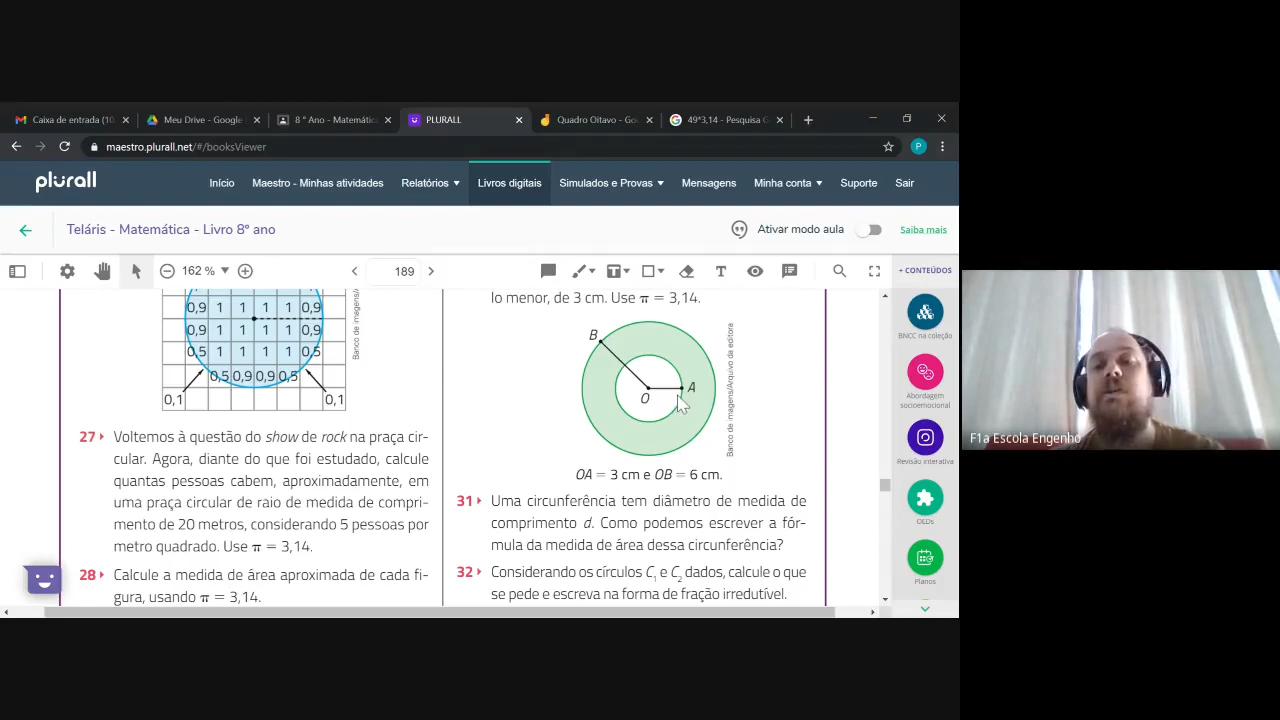 Caixa de entrada (10
Meu Drive - Google
8 º Ano - Matemátic
PLURALL
Quadro Oitavo - Go
49*3,14 - Pesquisa G
maestro.plurall.net/#/booksViewer
P
plurall
Início
Maestro - Minhas atividades
Relatórios
Livros digitais
Simulados e Provas
Mensagens
Minha conta
Suporte
Sair
Teláris - Matemática - Livro 8º ano
Ativar modo aula
Saiba mais
162 %
189
+ CONTEÚDOS
0,9 1 1 1 1 0,9
0,9 1 1 1 1 0,9
0,5 1 1 1 1 0,5
0,5 0,9 0,9 0,5
0,1 0,1
Banco de imagens/
27 Voltemos à questão do show de rock na praça cir-
cular. Agora, diante do que foi estudado, calcule
quantas pessoas cabem, aproximadamente, em
uma praça circular de raio de medida de compri-
mento de 20 metros, considerando 5 pessoas por
metro quadrado. Use π = 3,14.
28 Calcule a medida de área aproximada de cada fi-
gura, usando π = 3,14.
lo menor, de 3 cm. Use π = 3,14.
B
O
A
Banco de imagens/Arquivo da editora
OA = 3 cm e OB = 6 cm.
31 Uma circunferência tem diâmetro de medida de
comprimento d. Como podemos escrever a fór-
mula da medida de área dessa circunferência?
32 Considerando os círculos C1 e C2 dados, calcule o que
se pede e escreva na forma de fração irredutível.
BNCC na coleção
Abordagem
socioemocional
Revisão interativa
OEDs
Planos
F1a Escola Engenho